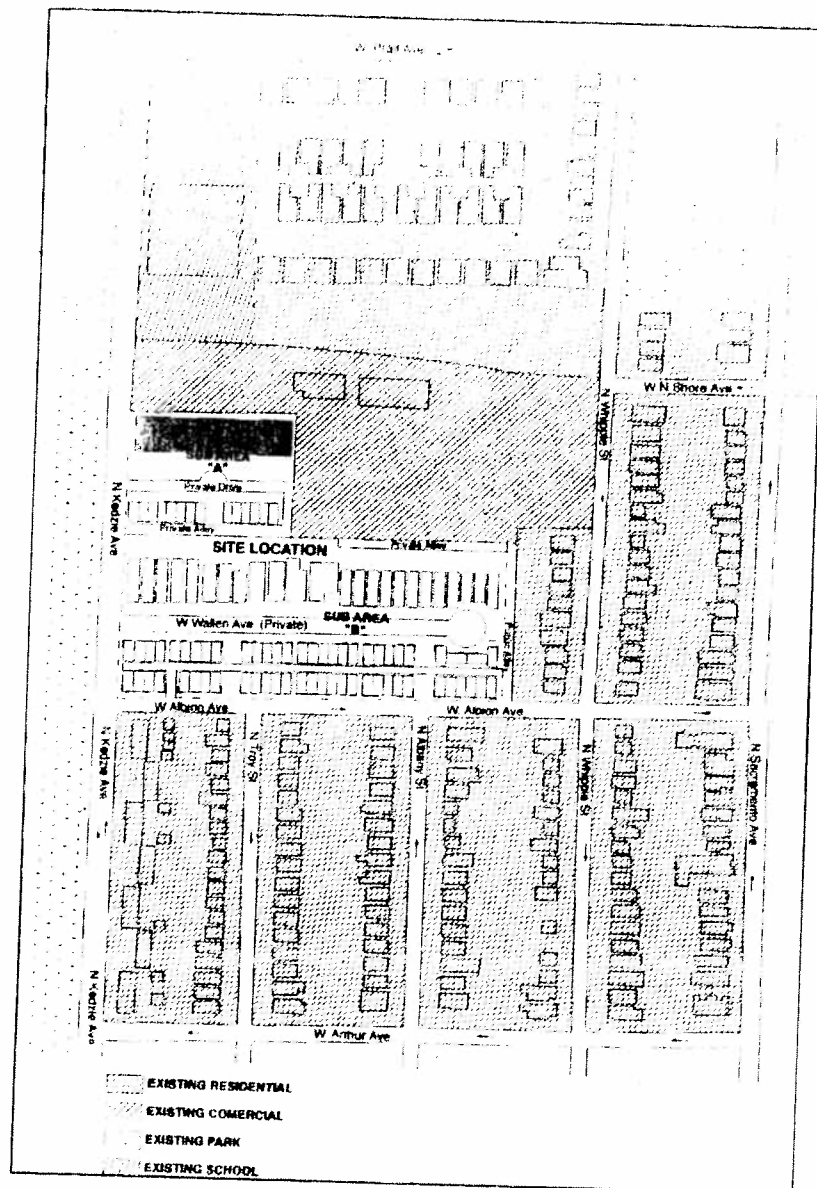 W N Shore Ave
N Whipple St
SUB AREA
"A"
Private Drive
N Kedzie Ave
Private Alley
SITE LOCATION
Private Alley
SUB AREA
"B"
W Wallen Ave (Private)
W Albion Ave
W Albion Ave
N Kedzie Ave
N Troy St
N Albany St
N Whipple St
N Sacramento Ave
N Kedzie Ave
W Arthur Ave
EXISTING RESIDENTIAL
EXISTING COMERCIAL
EXISTING PARK
EXISTING SCHOOL